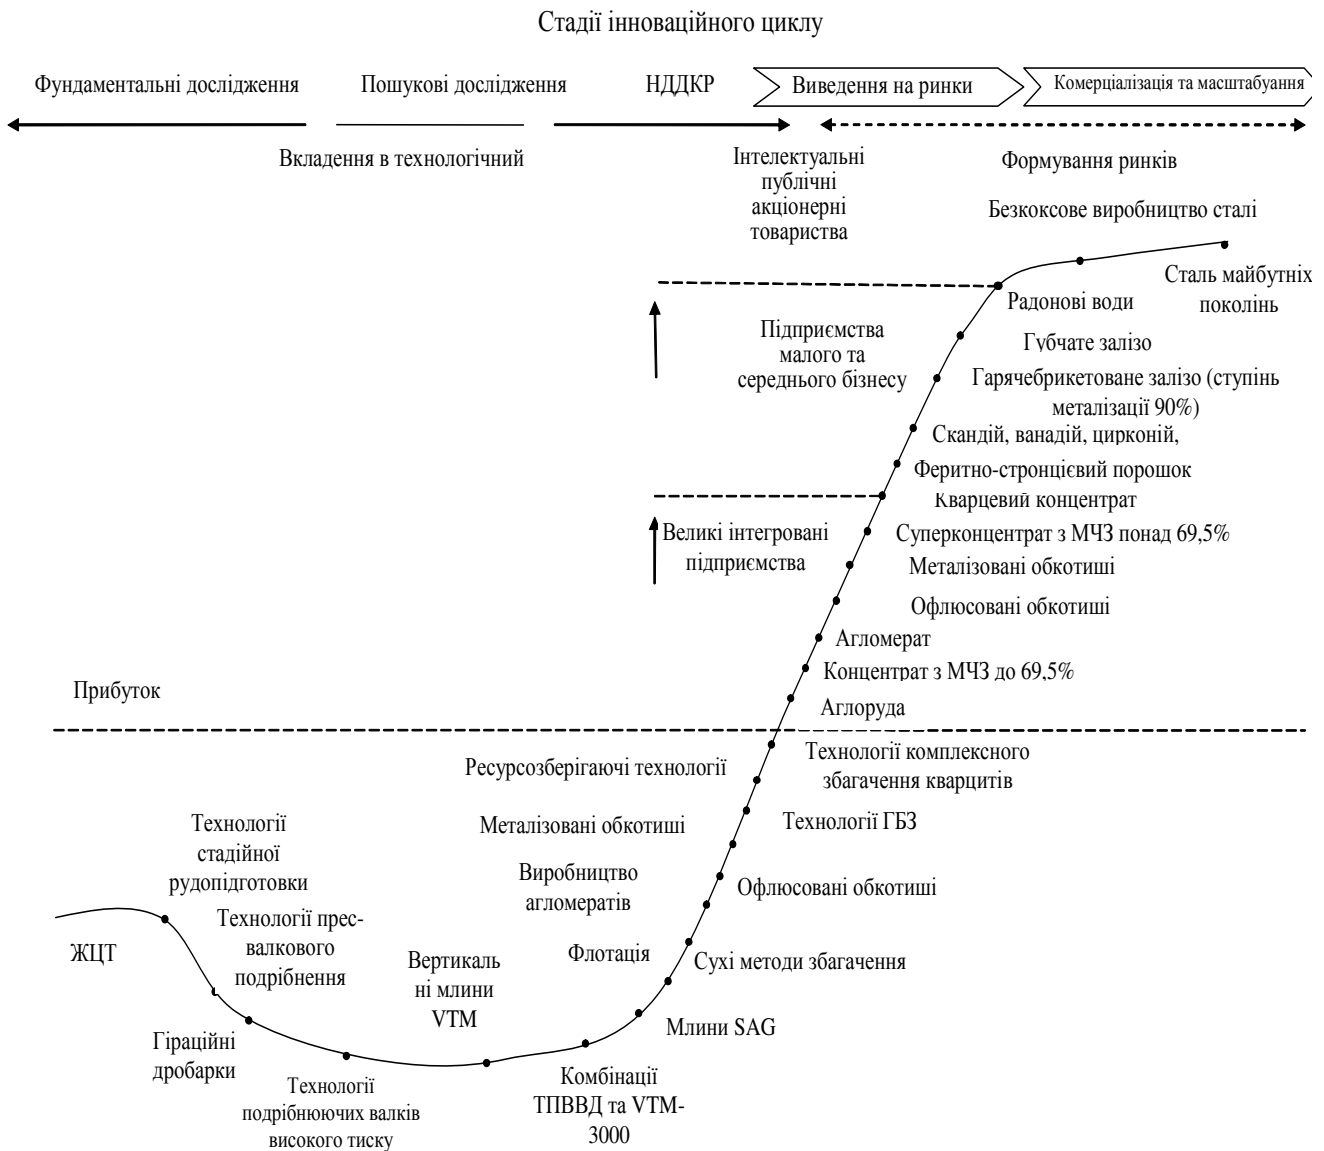 Стадії інноваційного циклу
Фундаментальні дослідження
Пошукові дослідження
НДДКР
Виведення на ринки
Комерціалізація та масштабуання
Вкладення в технологічний
Інтелектуальні
публічні
акціонерні
товариства
Формування ринків
Безкоксове виробництво сталі
Сталь майбутніх
поколінь
Радонові води
Підприємства
малого та
середнього бізнесу
Губчате залізо
Гарячебрикетоване залізо (ступінь
металізації 90%)
Скандій, ванадій, цирконій,
Феритно-стронцієвий порошок
Кварцевий концентрат
Великі інтегровані
підприємства
Суперконцентрат з МЧЗ понад 69,5%
Металізовані обкотиші
Офлюсовані обкотиші
Агломерат
Концентрат з МЧЗ до 69,5%
Прибуток
Аглоруда
Ресурсозберігаючі технології
Технології комплексного
збагачення кварцитів
Металізовані обкотиші
Технології ГБЗ
Технології
стадійної
рудопідготовки
Виробництво
агломератів
Офлюсовані обкотиші
ЖЦТ
Технології прес-
валкового
подрібнення
Вертикаль
ні млини
VTM
Флотація
Сухі методи збагачення
Млини SAG
Гіраційні
дробарки
Технології
подрібнюючих валків
високого тиску
Комбінації
ТПВВД та VTM-
3000